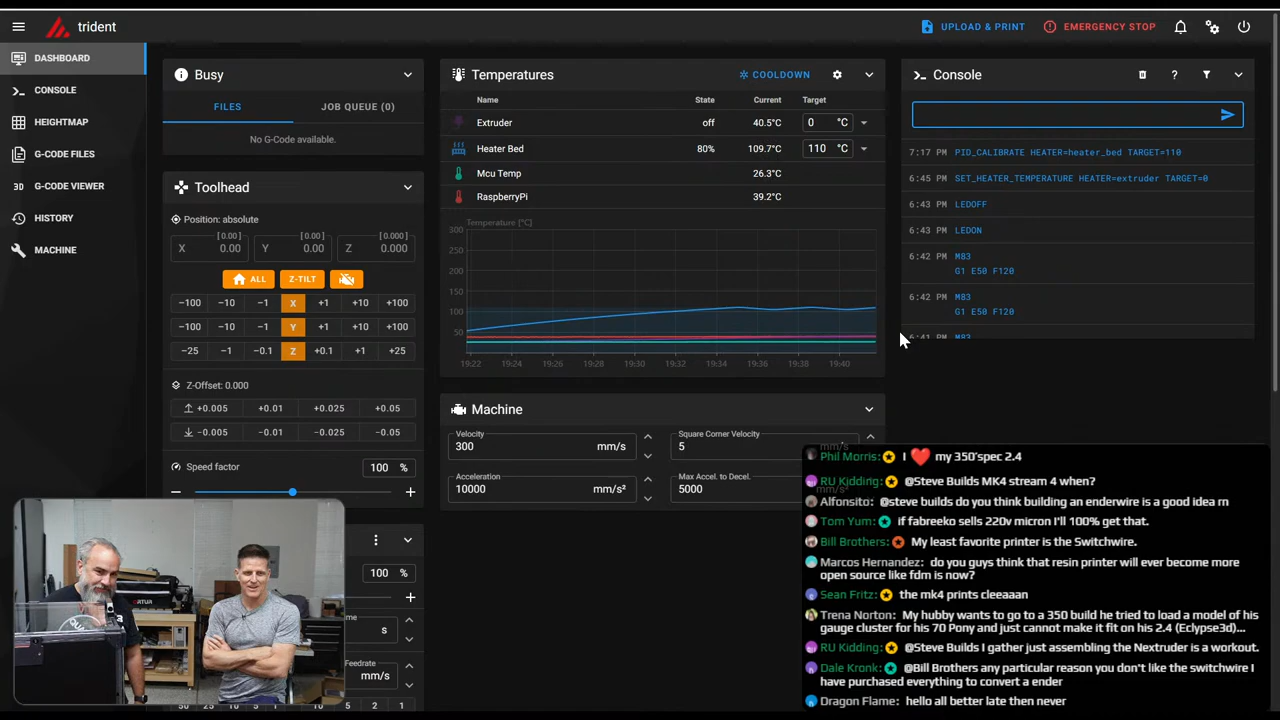 trident
UPLOAD & PRINT
EMERGENCY STOP
DASHBOARD
CONSOLE
HEIGHTMAP
G-CODE FILES
3D G-CODE VIEWER
HISTORY
MACHINE
Busy
FILES
JOB QUEUE (0)
No G-Code available.
Toolhead
Position: absolute
[ 0.00 ]
X 0.00
[ 0.00 ]
Y 0.00
[ 0.000 ]
Z 0.000
ALL
Z-TILT
−100 −10 −1 X +1 +10 +100
−100 −10 −1 Y +1 +10 +100
−25 −1 −0.1 Z +0.1 +1 +25
Z-Offset: 0.000
+0.005 +0.01 +0.025 +0.05
−0.005 −0.01 −0.025 −0.05
Speed factor
100 %
100 %
s
Feedrate
mm/s
Temperatures
COOLDOWN
Name State Current Target
Extruder off 40.5°C 0 °C
Heater Bed 80% 109.7°C 110 °C
Mcu Temp 26.3°C
RaspberryPi 39.2°C
Temperature [°C]
300
250
200
150
100
50
19:22 19:24 19:26 19:28 19:30 19:32 19:34 19:36 19:38 19:40
Machine
Velocity
300 mm/s
Square Corner Velocity
5 mm/s
Acceleration
10000 mm/s²
Max Accel. to Decel.
5000 mm/s²
Console
7:17 PM PID_CALIBRATE HEATER=heater_bed TARGET=110
6:45 PM SET_HEATER_TEMPERATURE HEATER=extruder TARGET=0
6:43 PM LEDOFF
6:43 PM LEDON
6:42 PM M83
G1 E50 F120
6:42 PM M83
G1 E50 F120
6:41 PM M83
Phil Morris: I ❤ my 350'spec 2.4
RU Kidding: @Steve Builds MK4 stream 4 when?
Alfonsito: @steve builds do you think building an enderwire is a good idea rn
Tom Yum: if fabreeko sells 220v micron I'll 100% get that.
Bill Brothers: My least favorite printer is the Switchwire.
Marcos Hernandez: do you guys think that resin printer will ever become more
open source like fdm is now?
Sean Fritz: the mk4 prints cleeaaan
Trena Norton: My hubby wants to go to a 350 build he tried to load a model of his
gauge cluster for his 70 Pony and just cannot make it fit on his 2.4 (Eclypse3d)...
RU Kidding: @Steve Builds I gather just assembling the Nextruder is a workout.
Dale Kronk: @Bill Brothers any particular reason you don't like the switchwire I
have purchased everything to convert a ender
Dragon Flame: hello all better late then never